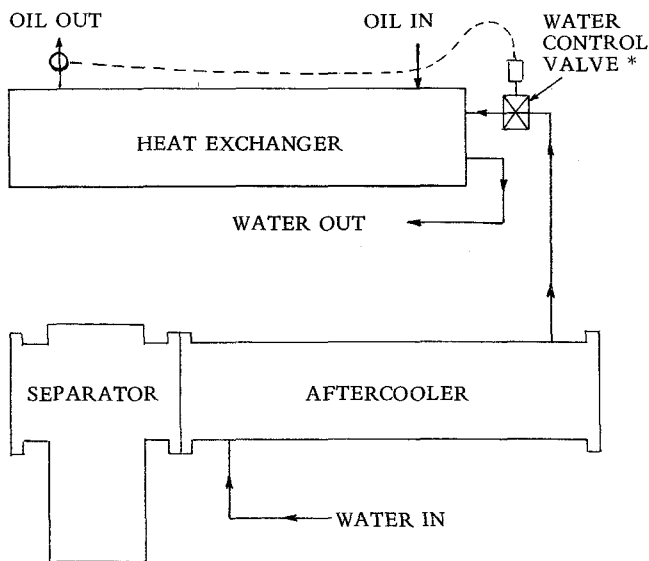 OIL OUT
OIL IN
WATER
CONTROL
VALVE *
HEAT EXCHANGER
WATER OUT
SEPARATOR
AFTERCOOLER
WATER IN